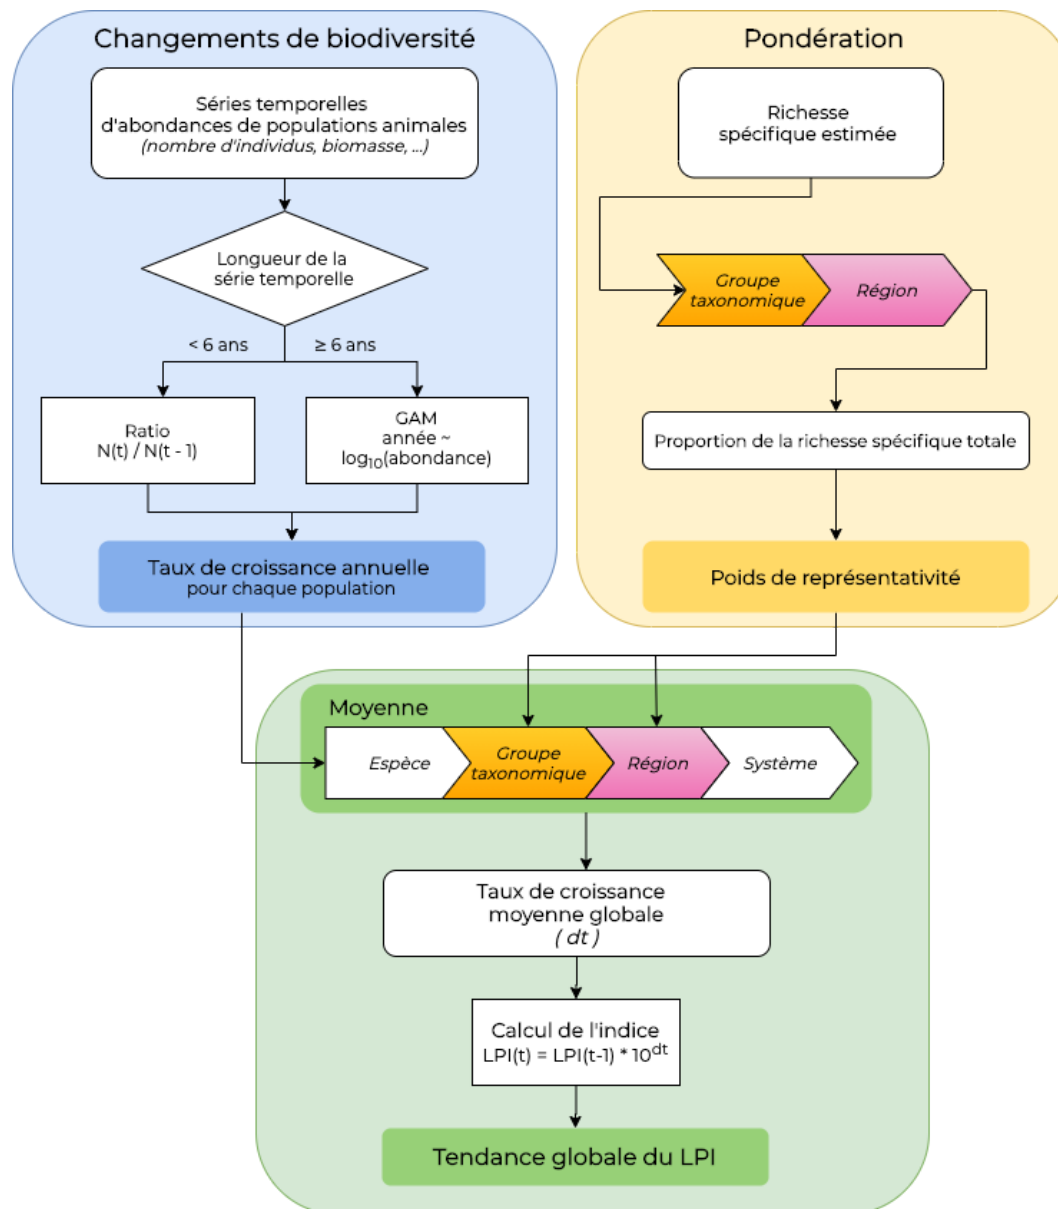 Changements de biodiversité
Séries temporelles
d'abondances de populations animales
(nombre d'individus, biomasse, ...)
Longueur de la
série temporelle
< 6 ans
≥ 6 ans
Ratio
N(t) / N(t - 1)
GAM
année ~
log10(abondance)
Taux de croissance annuelle
pour chaque population
Pondération
Richesse
spécifique estimée
Groupe
taxonomique
Région
Proportion de la richesse spécifique totale
Poids de représentativité
Moyenne
Espèce
Groupe
taxonomique
Région
Système
Taux de croissance
moyenne globale
( dt )
Calcul de l'indice
LPI(t) = LPI(t-1) * 10^dt
Tendance globale du LPI